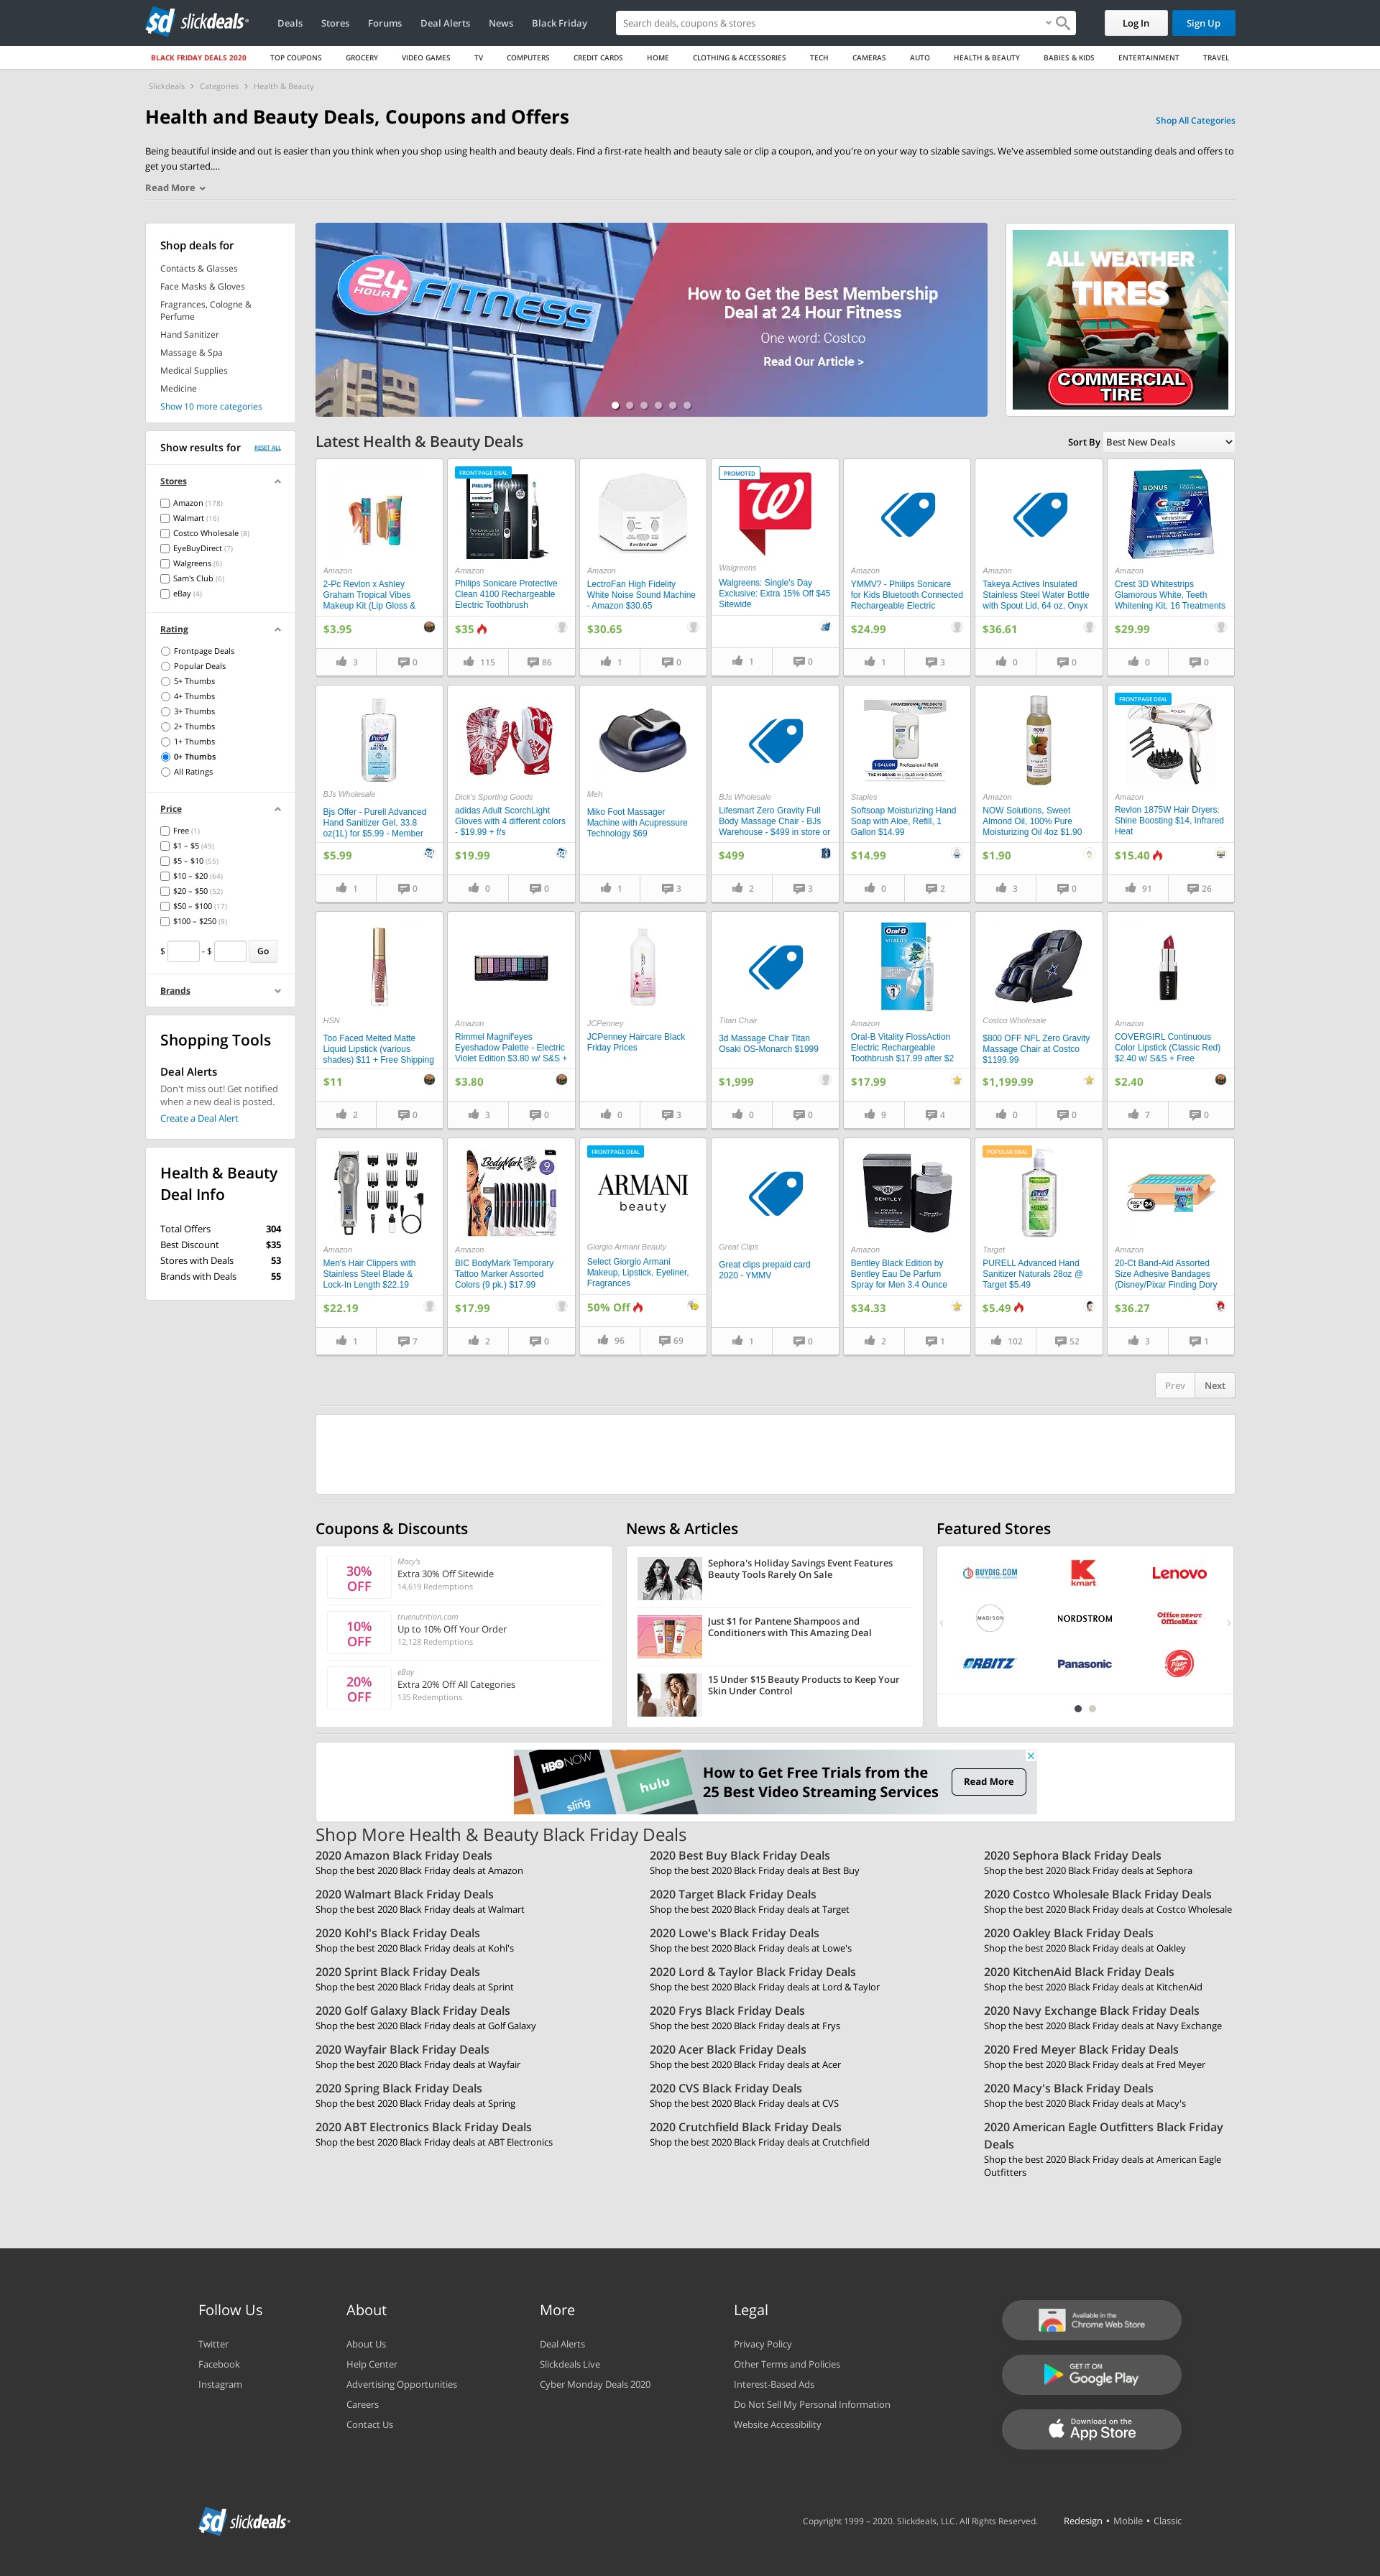 sd slickdeals
Deals Stores Forums Deal Alerts News Black Friday
Search deals, coupons & stores
Log In
Sign Up
BLACK FRIDAY DEALS 2020 TOP COUPONS GROCERY VIDEO GAMES TV COMPUTERS CREDIT CARDS HOME CLOTHING & ACCESSORIES TECH CAMERAS AUTO HEALTH & BEAUTY BABIES & KIDS ENTERTAINMENT TRAVEL
Slickdeals > Categories > Health & Beauty
Health and Beauty Deals, Coupons and Offers
Shop All Categories
Being beautiful inside and out is easier than you think when you shop using health and beauty deals. Find a first-rate health and beauty sale or clip a coupon, and you're on your way to sizable savings. We've assembled some outstanding deals and offers to
get you started....
Read More
Shop deals for
Contacts & Glasses
Face Masks & Gloves
Fragrances, Cologne &
Perfume
Hand Sanitizer
Massage & Spa
Medical Supplies
Medicine
Show 10 more categories
Show results for
RESET ALL
Stores
Amazon (178)
Walmart (16)
Costco Wholesale (8)
EyeBuyDirect (7)
Walgreens (6)
Sam's Club (6)
eBay (4)
Rating
Frontpage Deals
Popular Deals
5+ Thumbs
4+ Thumbs
3+ Thumbs
2+ Thumbs
1+ Thumbs
0+ Thumbs
All Ratings
Price
Free (1)
$1 – $5 (49)
$5 – $10 (55)
$10 – $20 (64)
$20 – $50 (52)
$50 – $100 (17)
$100 – $250 (9)
$ - $ Go
Brands
Shopping Tools
Deal Alerts
Don't miss out! Get notified
when a new deal is posted.
Create a Deal Alert
Health & Beauty
Deal Info
Total Offers 304
Best Discount $35
Stores with Deals 53
Brands with Deals 55
24 HOUR FITNESS
How to Get the Best Membership
Deal at 24 Hour Fitness
One word: Costco
Read Our Article >
ALL WEATHER
TIRES
COMMERCIAL
TIRE
Latest Health & Beauty Deals
Sort By Best New Deals
Amazon
2-Pc Revlon x Ashley
Graham Tropical Vibes
Makeup Kit (Lip Gloss &
$3.95
3 0
FRONTPAGE DEAL
PHILIPS
sonicare
Amazon
Philips Sonicare Protective
Clean 4100 Rechargeable
Electric Toothbrush
$35
115 86
LectroFan
Amazon
LectroFan High Fidelity
White Noise Sound Machine
- Amazon $30.65
$30.65
1 0
PROMOTED
W
Walgreens
Walgreens: Single's Day
Exclusive: Extra 15% Off $45
Sitewide
1 0
Amazon
YMMV? - Philips Sonicare
for Kids Bluetooth Connected
Rechargeable Electric
$24.99
1 3
Amazon
Takeya Actives Insulated
Stainless Steel Water Bottle
with Spout Lid, 64 oz, Onyx
$36.61
0 0
BONUS
Crest
Amazon
Crest 3D Whitestrips
Glamorous White, Teeth
Whitening Kit, 16 Treatments
$29.99
0 0
Purell
BJs Wholesale
Bjs Offer - Purell Advanced
Hand Sanitizer Gel, 33.8
oz(1L) for $5.99 - Member
$5.99
1 0
Dick's Sporting Goods
adidas Adult ScorchLight
Gloves with 4 different colors
- $19.99 + f/s
$19.99
0 0
Meh
Miko Foot Massager
Machine with Acupressure
Technology $69
1 3
BJs Wholesale
Lifesmart Zero Gravity Full
Body Massage Chair - BJs
Warehouse - $499 in store or
$499
2 3
PROFESSIONAL PRODUCTS
1 GALLON Professional Refill
Staples
Softsoap Moisturizing Hand
Soap with Aloe, Refill, 1
Gallon $14.99
$14.99
0 2
NOW
Amazon
NOW Solutions, Sweet
Almond Oil, 100% Pure
Moisturizing Oil 4oz $1.90
$1.90
3 0
FRONTPAGE DEAL
Amazon
Revlon 1875W Hair Dryers:
Shine Boosting $14, Infrared
Heat
$15.40
91 26
HSN
Too Faced Melted Matte
Liquid Lipstick (various
shades) $11 + Free Shipping
$11
2 0
Amazon
Rimmel Magnif'eyes
Eyeshadow Palette - Electric
Violet Edition $3.80 w/ S&S +
$3.80
3 0
JCPenney
JCPenney Haircare Black
Friday Prices
0 3
Titan Chair
3d Massage Chair Titan
Osaki OS-Monarch $1999
$1,999
0 0
Oral-B
VITALITY
Amazon
Oral-B Vitality FlossAction
Electric Rechargeable
Toothbrush $17.99 after $2
$17.99
9 4
Costco Wholesale
$800 OFF NFL Zero Gravity
Massage Chair at Costco
$1199.99
$1,199.99
0 0
Amazon
COVERGIRL Continuous
Color Lipstick (Classic Red)
$2.40 w/ S&S + Free
$2.40
7 0
Amazon
Men's Hair Clippers with
Stainless Steel Blade &
Lock-In Length $22.19
$22.19
1 7
BodyMark
9
Amazon
BIC BodyMark Temporary
Tattoo Marker Assorted
Colors (9 pk.) $17.99
$17.99
2 0
FRONTPAGE DEAL
ARMANI
beauty
Giorgio Armani Beauty
Select Giorgio Armani
Makeup, Lipstick, Eyeliner,
Fragrances
50% Off
96 69
Great Clips
Great clips prepaid card
2020 - YMMV
1 0
BENTLEY
Amazon
Bentley Black Edition by
Bentley Eau De Parfum
Spray for Men 3.4 Ounce
$34.33
2 1
POPULAR DEAL
Purell
Target
PURELL Advanced Hand
Sanitizer Naturals 28oz @
Target $5.49
$5.49
102 52
PACK OF 24
Amazon
20-Ct Band-Aid Assorted
Size Adhesive Bandages
(Disney/Pixar Finding Dory
$36.27
3 1
Prev Next
Coupons & Discounts
30%
OFF
Macy's
Extra 30% Off Sitewide
14,619 Redemptions
10%
OFF
truenutrition.com
Up to 10% Off Your Order
12,128 Redemptions
20%
OFF
eBay
Extra 20% Off All Categories
135 Redemptions
News & Articles
Sephora's Holiday Savings Event Features
Beauty Tools Rarely On Sale
Just $1 for Pantene Shampoos and
Conditioners with This Amazing Deal
15 Under $15 Beauty Products to Keep Your
Skin Under Control
Featured Stores
BUYDIG.COM
K kmart
Lenovo
MADISON
NORDSTROM
Office DEPOT
OfficeMax
ORBITZ
Panasonic
Pizza Hut
HBO NOW
hulu
sling
How to Get Free Trials from the
25 Best Video Streaming Services
Read More
Shop More Health & Beauty Black Friday Deals
2020 Amazon Black Friday Deals
Shop the best 2020 Black Friday deals at Amazon
2020 Best Buy Black Friday Deals
Shop the best 2020 Black Friday deals at Best Buy
2020 Sephora Black Friday Deals
Shop the best 2020 Black Friday deals at Sephora
2020 Walmart Black Friday Deals
Shop the best 2020 Black Friday deals at Walmart
2020 Target Black Friday Deals
Shop the best 2020 Black Friday deals at Target
2020 Costco Wholesale Black Friday Deals
Shop the best 2020 Black Friday deals at Costco Wholesale
2020 Kohl's Black Friday Deals
Shop the best 2020 Black Friday deals at Kohl's
2020 Lowe's Black Friday Deals
Shop the best 2020 Black Friday deals at Lowe's
2020 Oakley Black Friday Deals
Shop the best 2020 Black Friday deals at Oakley
2020 Sprint Black Friday Deals
Shop the best 2020 Black Friday deals at Sprint
2020 Lord & Taylor Black Friday Deals
Shop the best 2020 Black Friday deals at Lord & Taylor
2020 KitchenAid Black Friday Deals
Shop the best 2020 Black Friday deals at KitchenAid
2020 Golf Galaxy Black Friday Deals
Shop the best 2020 Black Friday deals at Golf Galaxy
2020 Frys Black Friday Deals
Shop the best 2020 Black Friday deals at Frys
2020 Navy Exchange Black Friday Deals
Shop the best 2020 Black Friday deals at Navy Exchange
2020 Wayfair Black Friday Deals
Shop the best 2020 Black Friday deals at Wayfair
2020 Acer Black Friday Deals
Shop the best 2020 Black Friday deals at Acer
2020 Fred Meyer Black Friday Deals
Shop the best 2020 Black Friday deals at Fred Meyer
2020 Spring Black Friday Deals
Shop the best 2020 Black Friday deals at Spring
2020 CVS Black Friday Deals
Shop the best 2020 Black Friday deals at CVS
2020 Macy's Black Friday Deals
Shop the best 2020 Black Friday deals at Macy's
2020 ABT Electronics Black Friday Deals
Shop the best 2020 Black Friday deals at ABT Electronics
2020 Crutchfield Black Friday Deals
Shop the best 2020 Black Friday deals at Crutchfield
2020 American Eagle Outfitters Black Friday
Deals
Shop the best 2020 Black Friday deals at American Eagle
Outfitters
Follow Us
Twitter
Facebook
Instagram
About
About Us
Help Center
Advertising Opportunities
Careers
Contact Us
More
Deal Alerts
Slickdeals Live
Cyber Monday Deals 2020
Legal
Privacy Policy
Other Terms and Policies
Interest-Based Ads
Do Not Sell My Personal Information
Website Accessibility
Available in the
Chrome Web Store
GET IT ON
Google Play
Download on the
App Store
sd slickdeals
Copyright 1999 – 2020. Slickdeals, LLC. All Rights Reserved.
Redesign • Mobile • Classic